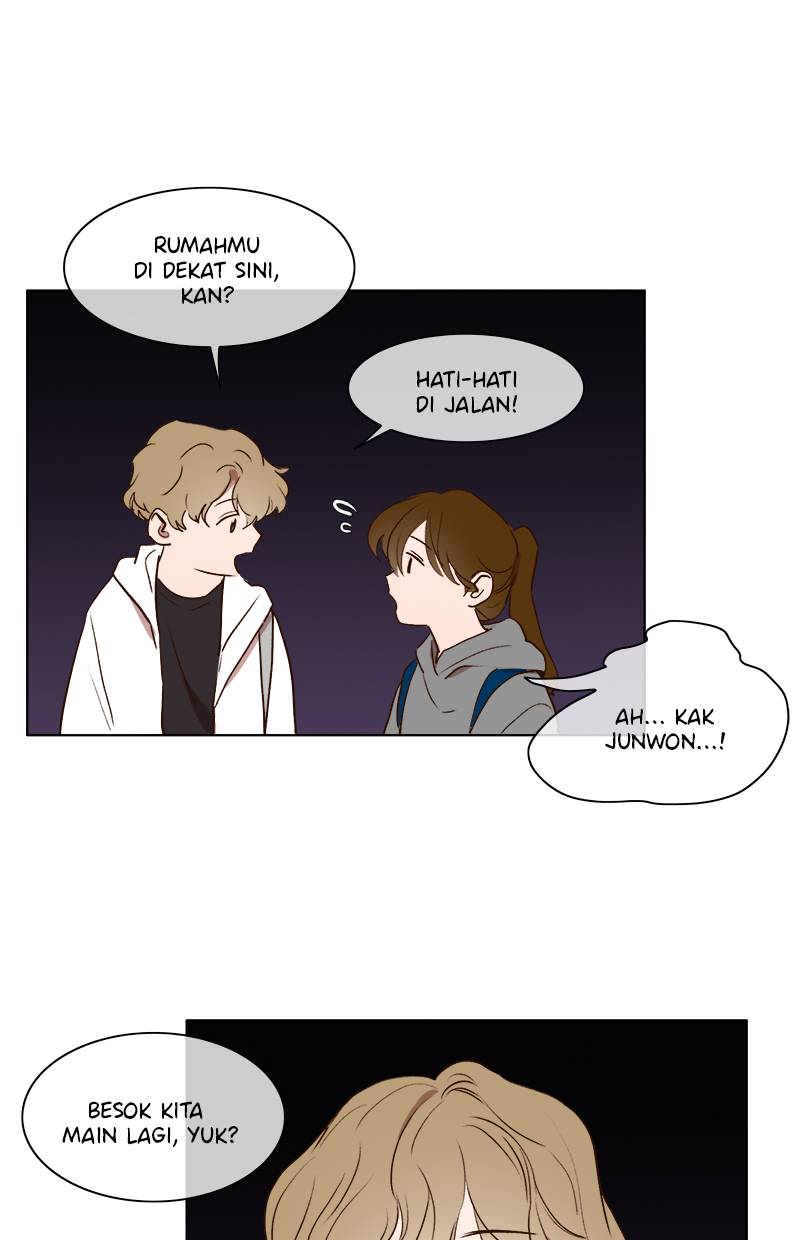 RUMAHMU
DI DEKAT SINI,
KAN?
HATI-HATI
DI JALAN!
AH... KAK
JUNWON...!
BESOK KITA
MAIN LAGI, YUK?